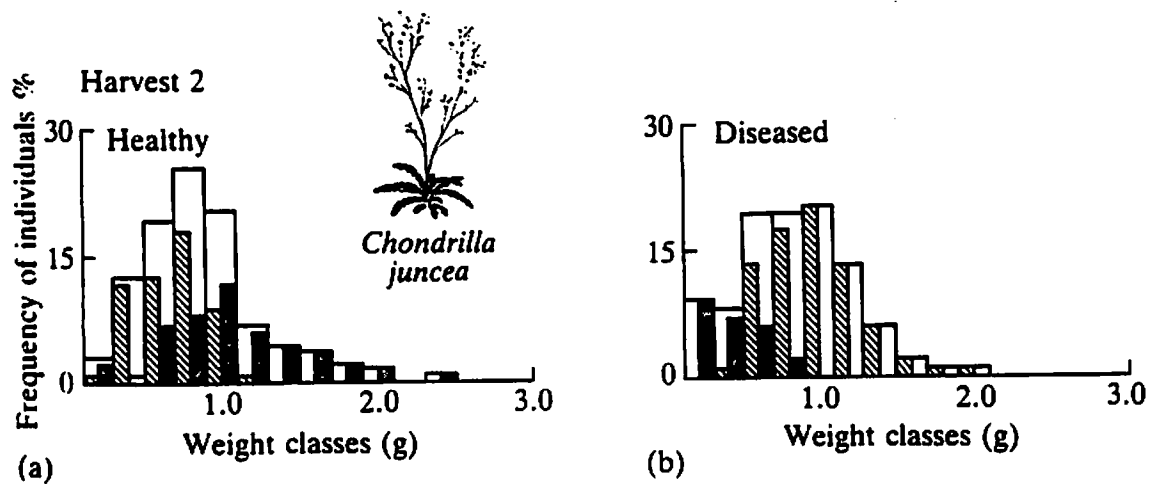 Frequency of individuals %
Harvest 2
Healthy
30
15
0
1.0 2.0 3.0
Weight classes (g)
(a)
Chondrilla
juncea
Diseased
30
15
0
1.0 2.0 3.0
Weight classes (g)
(b)